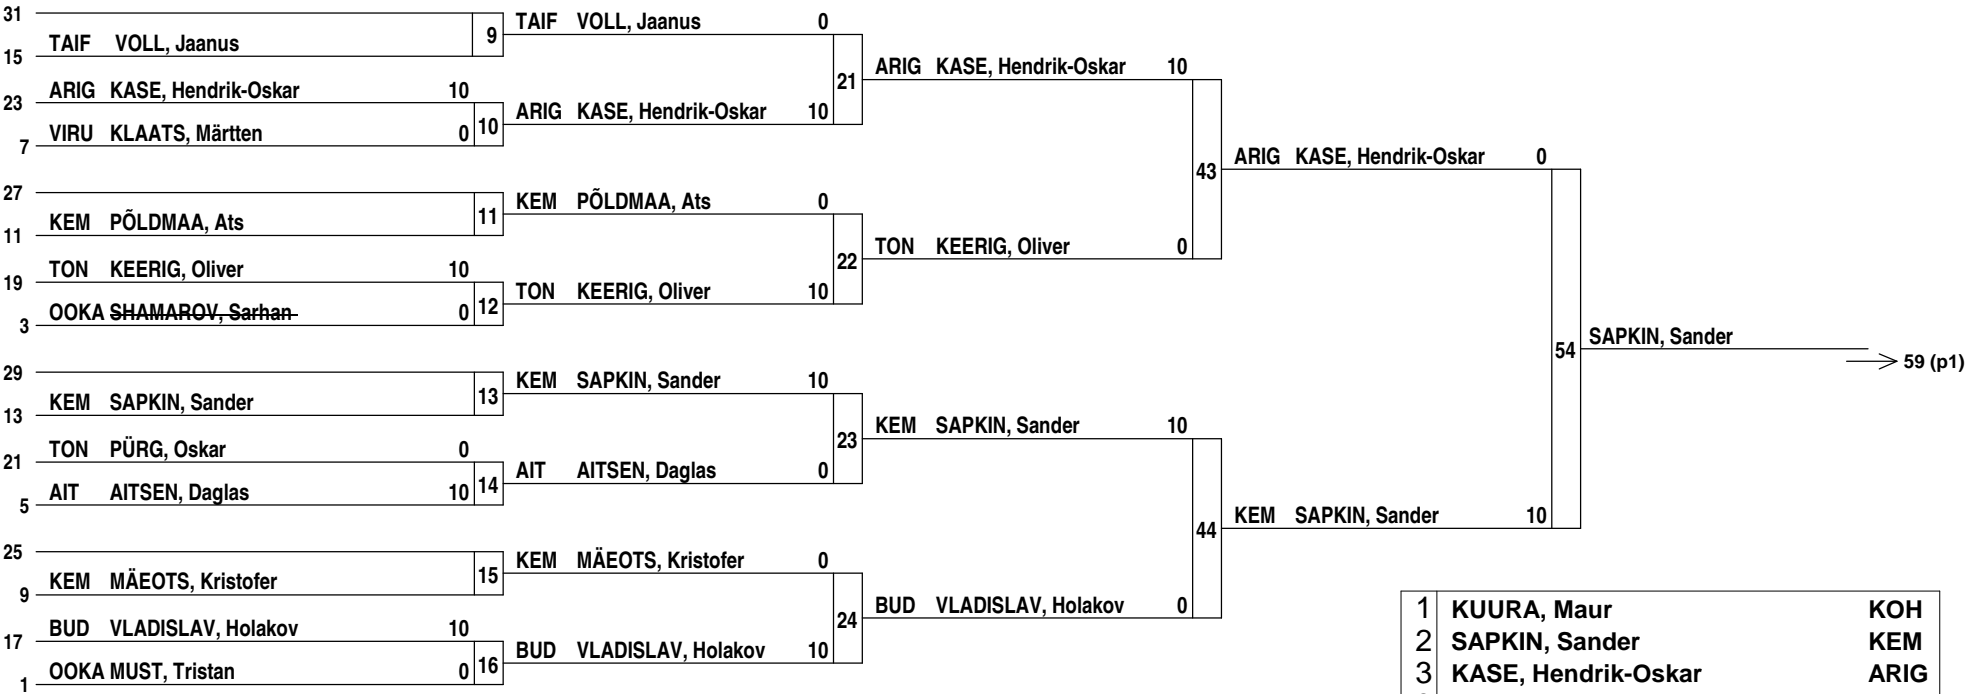 31
TAIF VOLL, Jaanus
15
9
ARIG KASE, Hendrik-Oskar 10
23
VIRU KLAATS, Märtten 0
7
10
27
KEM PÕLDMAA, Ats
11
11
TON KEERIG, Oliver 10
19
OOKA SHAMAROV, Sarhan 0
3
12
29
KEM SAPKIN, Sander
13
13
TON PÜRG, Oskar 0
21
AIT AITSEN, Daglas 10
5
14
25
KEM MÄEOTS, Kristofer
9
15
BUD VLADISLAV, Holakov 10
17
OOKA MUST, Tristan 0
1
16
TAIF VOLL, Jaanus 0
ARIG KASE, Hendrik-Oskar 10
21
KEM PÕLDMAA, Ats 0
TON KEERIG, Oliver 10
22
KEM SAPKIN, Sander 10
AIT AITSEN, Daglas 0
23
KEM MÄEOTS, Kristofer 0
BUD VLADISLAV, Holakov 10
24
ARIG KASE, Hendrik-Oskar 10
TON KEERIG, Oliver 0
43
KEM SAPKIN, Sander 10
BUD VLADISLAV, Holakov 0
44
ARIG KASE, Hendrik-Oskar 0
KEM SAPKIN, Sander 10
54
SAPKIN, Sander
59 (p1)
1 KUURA, Maur KOH
2 SAPKIN, Sander KEM
3 KASE, Hendrik-Oskar ARIG